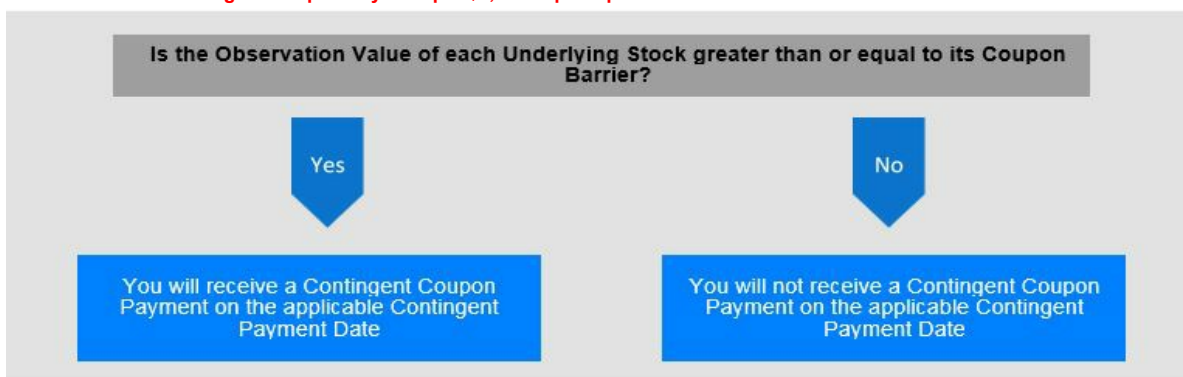 Is the Observation Value of each Underlying Stock greater than or equal to its Coupon
Barrier?
Yes
No
You will receive a Contingent Coupon
Payment on the applicable Contingent
Payment Date
You will not receive a Contingent Coupon
Payment on the applicable Contingent
Payment Date